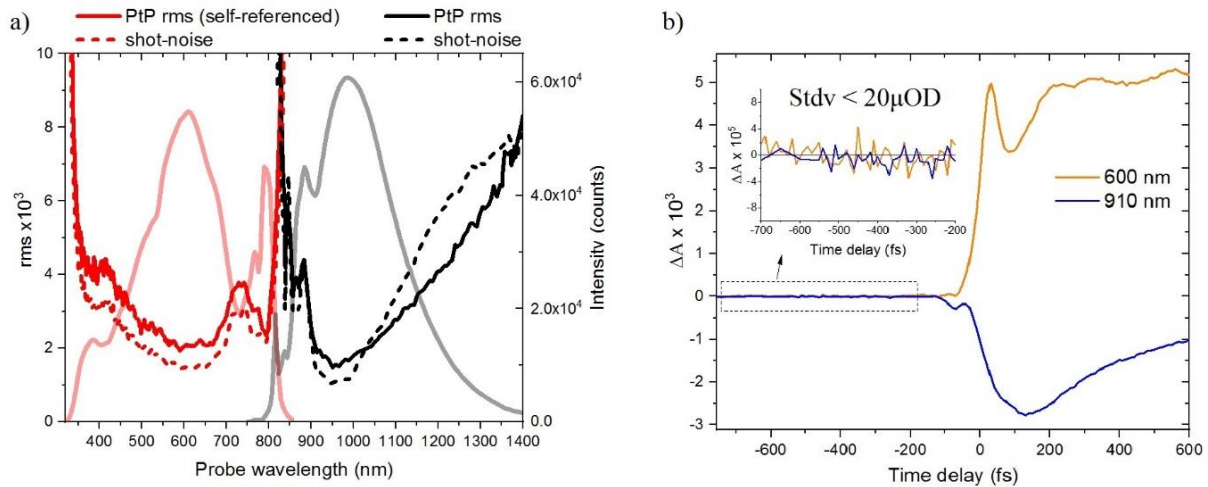 a)
PtP rms (self-referenced)
shot-noise
PtP rms
shot-noise
10
8
6
4
2
0
rms x10³
6.0x10⁴
4.0x10⁴
2.0x10⁴
0.0
Intensity (counts)
400 500 600 700 800 900 1000 1100 1200 1300 1400
Probe wavelength (nm)
b)
5
4
3
2
1
0
-1
-2
-3
ΔA x 10³
Stdv < 20μOD
8
4
0
-4
-8
ΔA x 10⁵
-700 -600 -500 -400 -300 -200
Time delay (fs)
600 nm
910 nm
-600 -400 -200 0 200 400 600
Time delay (fs)